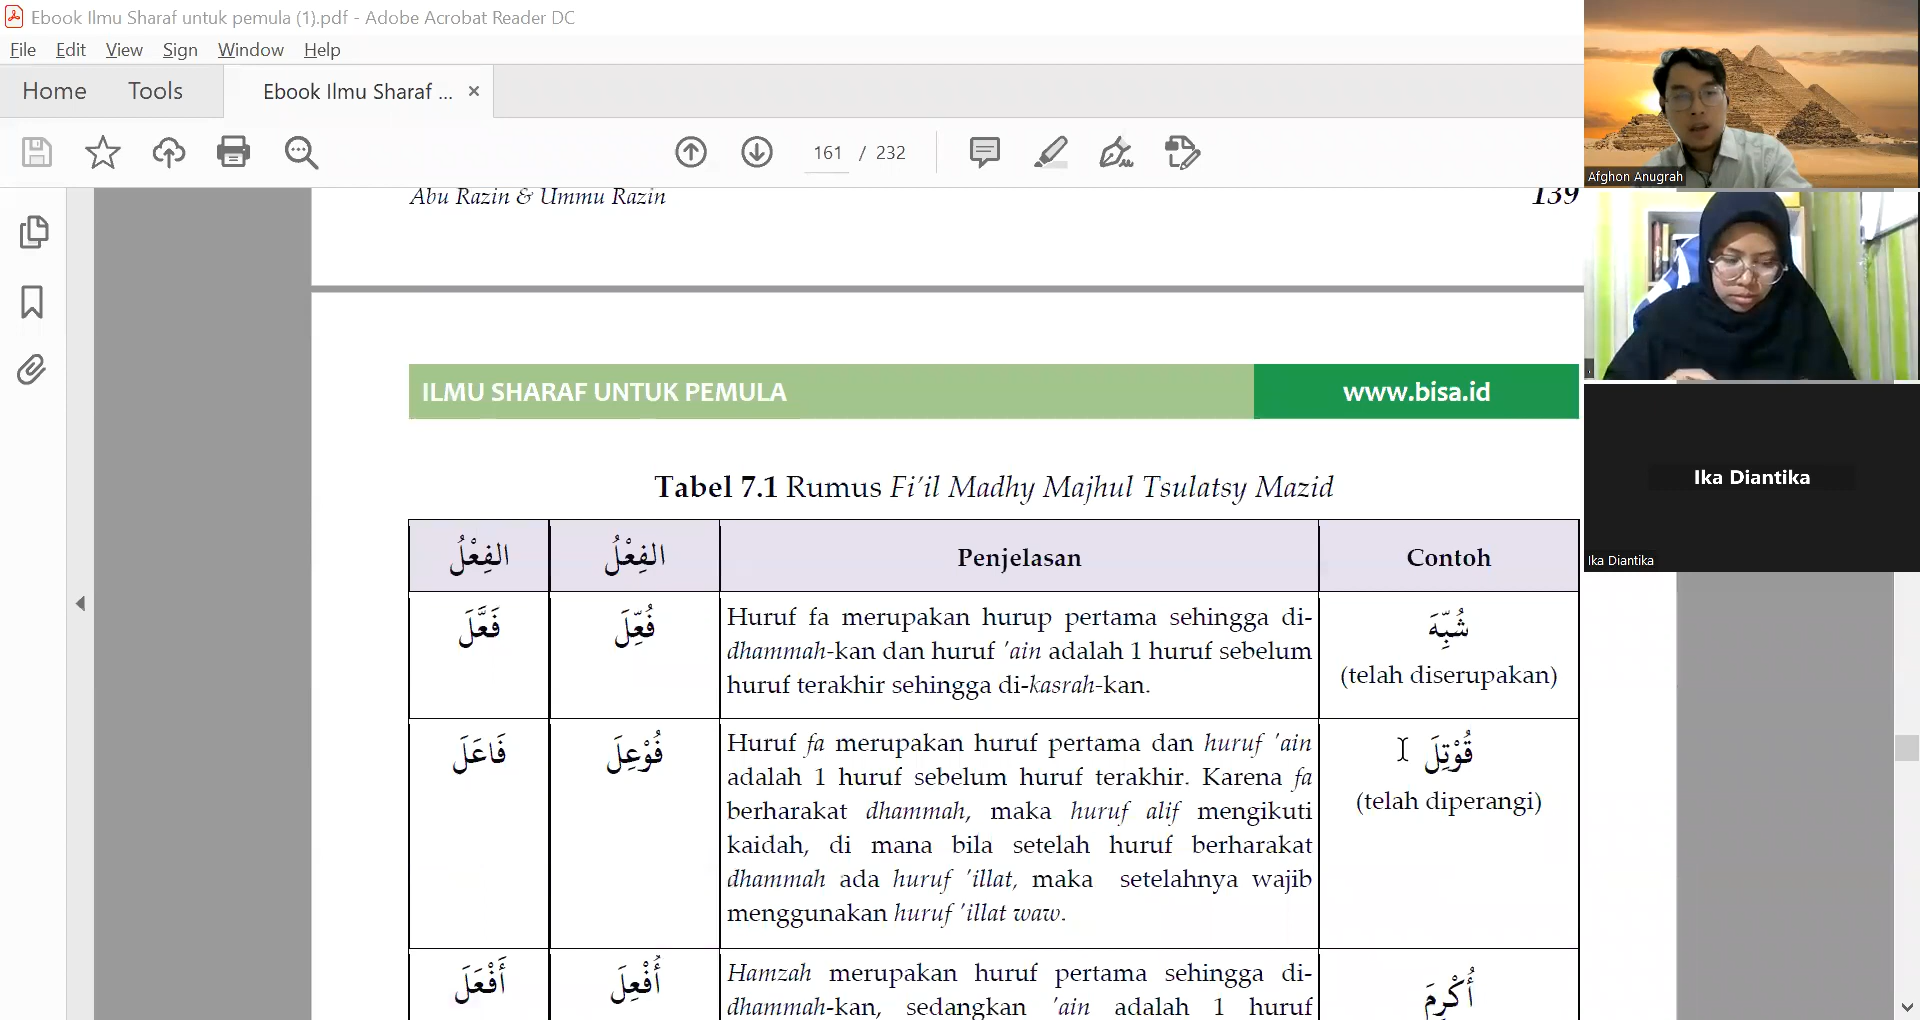 Ebook Ilmu Sharaf untuk pemula (1).pdf - Adobe Acrobat Reader DC
File Edit View Sign Window Help
Home Tools Ebook Ilmu Sharaf ... ×
161 / 232
Abu Razin & Ummu Razin 139
ILMU SHARAF UNTUK PEMULA www.bisa.id
Tabel 7.1 Rumus Fi'il Madhy Majhul Tsulatsy Mazid
الفِعْلُ الفِعْلُ Penjelasan Contoh
فَعَّلَ فُعِّلَ Huruf fa merupakan hurup pertama sehingga di-
dhammah-kan dan huruf 'ain adalah 1 huruf sebelum
huruf terakhir sehingga di-kasrah-kan.
شُبِّهَ
(telah diserupakan)
فَاعَلَ فُوْعِلَ Huruf fa merupakan huruf pertama dan huruf 'ain
adalah 1 huruf sebelum huruf terakhir. Karena fa
berharakat dhammah, maka huruf alif mengikuti
kaidah, di mana bila setelah huruf berharakat
dhammah ada huruf 'illat, maka setelahnya wajib
menggunakan huruf 'illat waw.
قُوْتِلَ
(telah diperangi)
أَفْعَلَ أُفْعِلَ Hamzah merupakan huruf pertama sehingga di-
dhammah-kan, sedangkan 'ain adalah 1 huruf
أُكْرِمَ
Afghon Anugrah
Ika Diantika
Ika Diantika